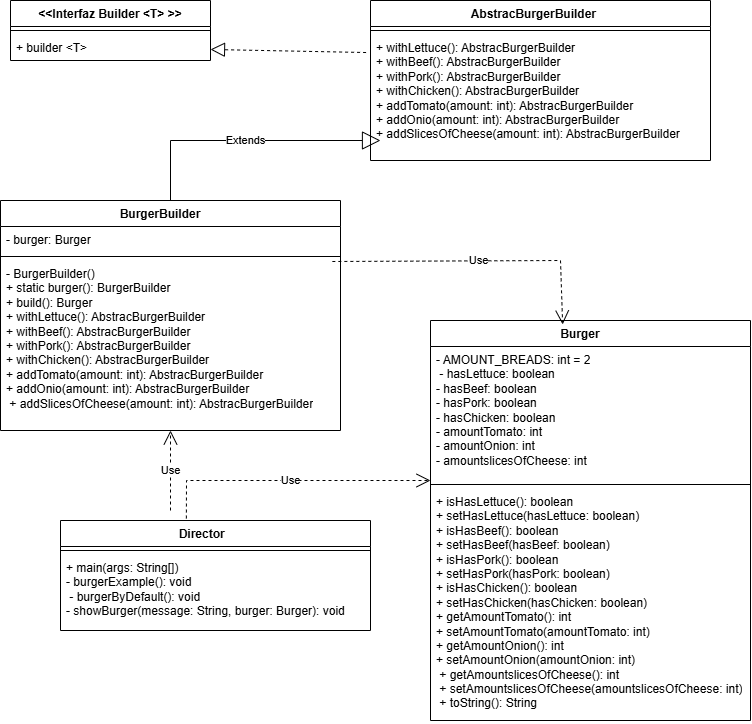 <<Interfaz Builder <T> >>
+ builder <T>
AbstracBurgerBuilder
+ withLettuce(): AbstracBurgerBuilder
+ withBeef(): AbstracBurgerBuilder
+ withPork(): AbstracBurgerBuilder
+ withChicken(): AbstracBurgerBuilder
+ addTomato(amount: int): AbstracBurgerBuilder
+ addOnio(amount: int): AbstracBurgerBuilder
+ addSlicesOfCheese(amount: int): AbstracBurgerBuilder
Extends
BurgerBuilder
- burger: Burger
- BurgerBuilder()
+ static burger(): BurgerBuilder
+ build(): Burger
+ withLettuce(): AbstracBurgerBuilder
+ withBeef(): AbstracBurgerBuilder
+ withPork(): AbstracBurgerBuilder
+ withChicken(): AbstracBurgerBuilder
+ addTomato(amount: int): AbstracBurgerBuilder
+ addOnio(amount: int): AbstracBurgerBuilder
+ addSlicesOfCheese(amount: int): AbstracBurgerBuilder
Use
Burger
- AMOUNT_BREADS: int = 2
- hasLettuce: boolean
- hasBeef: boolean
- hasPork: boolean
- hasChicken: boolean
- amountTomato: int
- amountOnion: int
- amountslicesOfCheese: int
+ isHasLettuce(): boolean
+ setHasLettuce(hasLettuce: boolean)
+ isHasBeef(): boolean
+ setHasBeef(hasBeef: boolean)
+ isHasPork(): boolean
+ setHasPork(hasPork: boolean)
+ isHasChicken(): boolean
+ setHasChicken(hasChicken: boolean)
+ getAmountTomato(): int
+ setAmountTomato(amountTomato: int)
+ getAmountOnion(): int
+ setAmountOnion(amountOnion: int)
+ getAmountslicesOfCheese(): int
+ setAmountslicesOfCheese(amountslicesOfCheese: int)
+ toString(): String
Use
Use
Director
+ main(args: String[])
- burgerExample(): void
- burgerByDefault(): void
- showBurger(message: String, burger: Burger): void